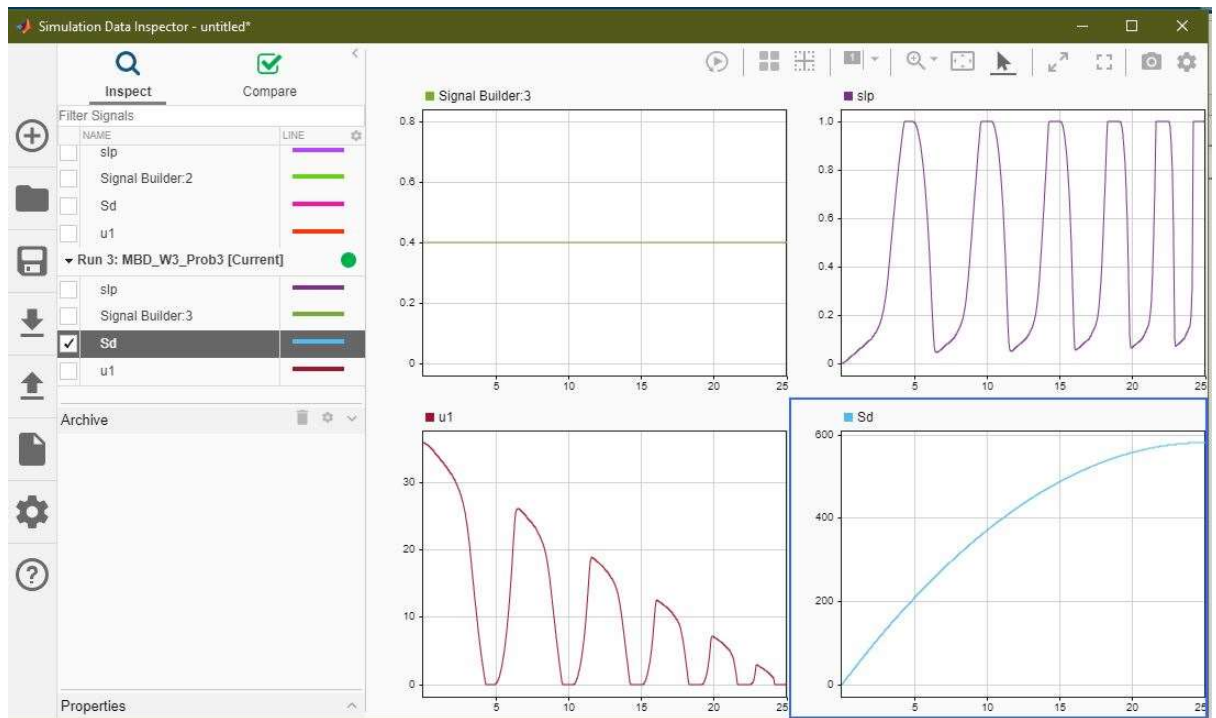 Simulation Data Inspector - untitled*
Inspect
Compare
Filter Signals
NAME
LINE
slp
Signal Builder:2
Sd
u1
Run 3: MBD_W3_Prob3 [Current]
slp
Signal Builder:3
Sd
u1
Archive
Properties
1
Signal Builder:3
0.8
0.6
0.4
0.2
0
5 10 15 20 25
slp
1.0
0.8
0.6
0.4
0.2
0
5 10 15 20 25
u1
30
20
10
0
5 10 15 20 25
Sd
600
400
200
0
5 10 15 20 25